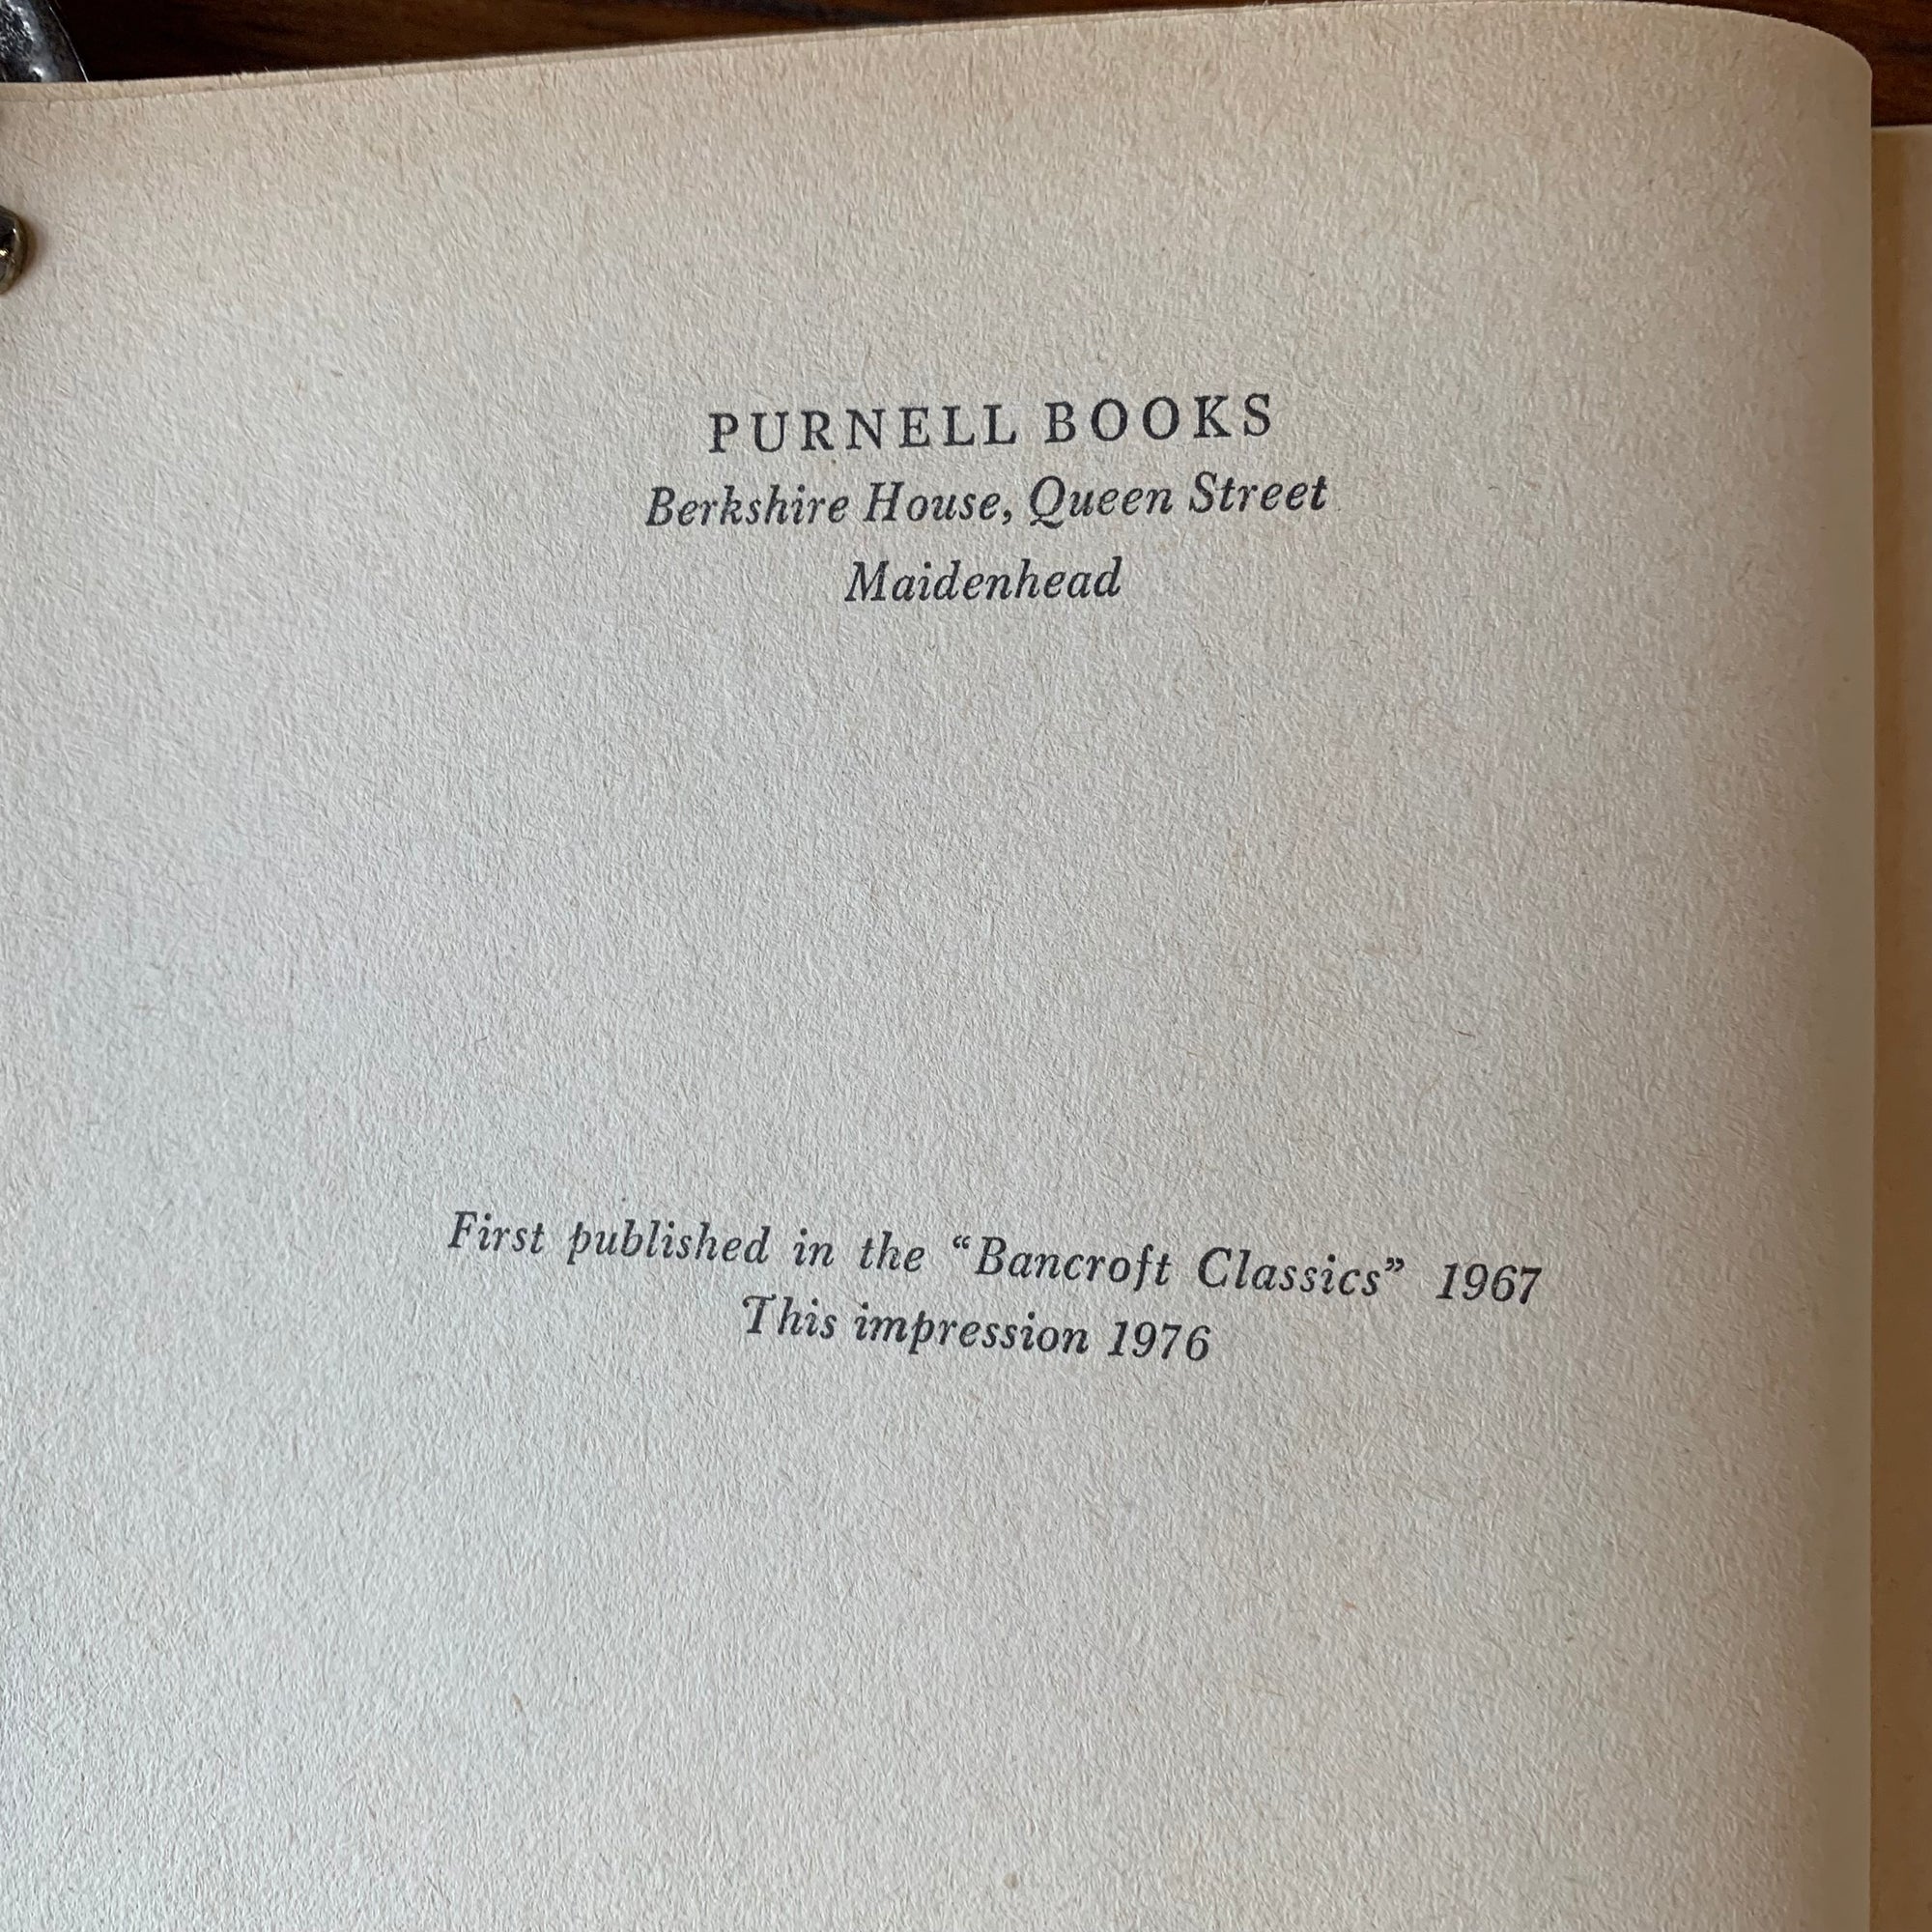 PURNELL BOOKS
Berkshire House, Queen Street
Maidenhead
First published in the “Bancroft Classics” 1967
This impression 1976